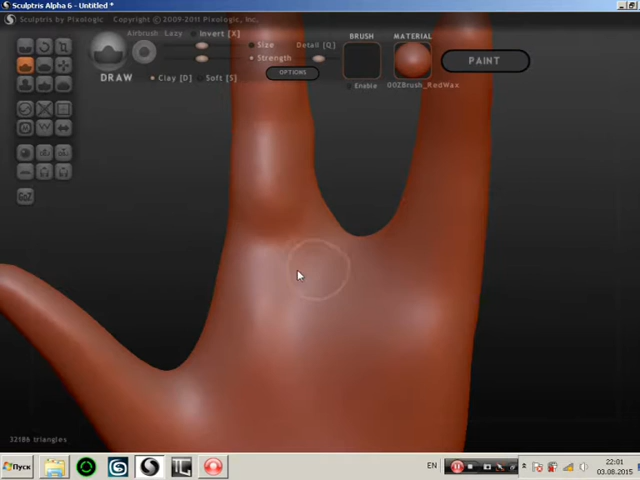 Sculptris Alpha 6 - Untitled *
Sculptris by Pixologic Copyright © 2009-2011 Pixologic, Inc.
Airbrush Lazy Invert [X]
Size Detail [Q]
Strength
DRAW Clay [D] Soft [S]
OPTIONS
BRUSH
Enable
MATERIAL
00ZBrush_RedWax
PAINT
GoZ
32186 triangles
Пуск
EN
22:01
03.08.2015